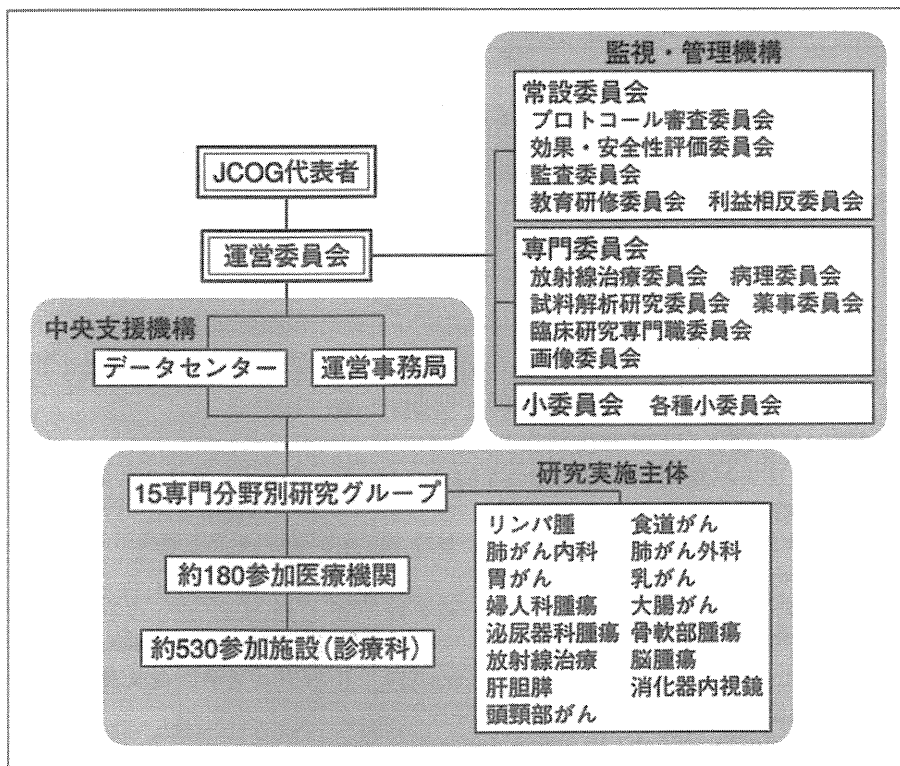 監視・管理機構
常設委員会
プロトコール審査委員会
効果・安全性評価委員会
監査委員会
教育研修委員会 利益相反委員会
JCOG代表者
運営委員会
専門委員会
放射線治療委員会 病理委員会
試料解析研究委員会 薬事委員会
臨床研究専門職委員会
画像委員会
小委員会 各種小委員会
中央支援機構
データセンター 運営事務局
研究実施主体
15専門分野別研究グループ
約180参加医療機関
約530参加施設(診療科)
リンパ腫 食道がん
肺がん内科 肺がん外科
胃がん 乳がん
婦人科腫瘍 大腸がん
泌尿器科腫瘍 骨軟部腫瘍
放射線治療 脳腫瘍
肝胆膵 消化器内視鏡
頭頸部がん